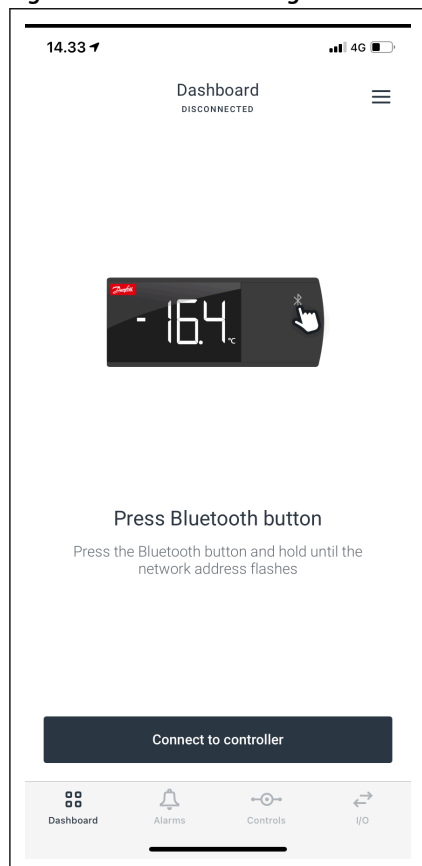 14.33
4G
Dashboard
DISCONNECTED
Danfoss
-16.4 °C
Press Bluetooth button
Press the Bluetooth button and hold until the
network address flashes
Connect to controller
Dashboard Alarms Controls I/O